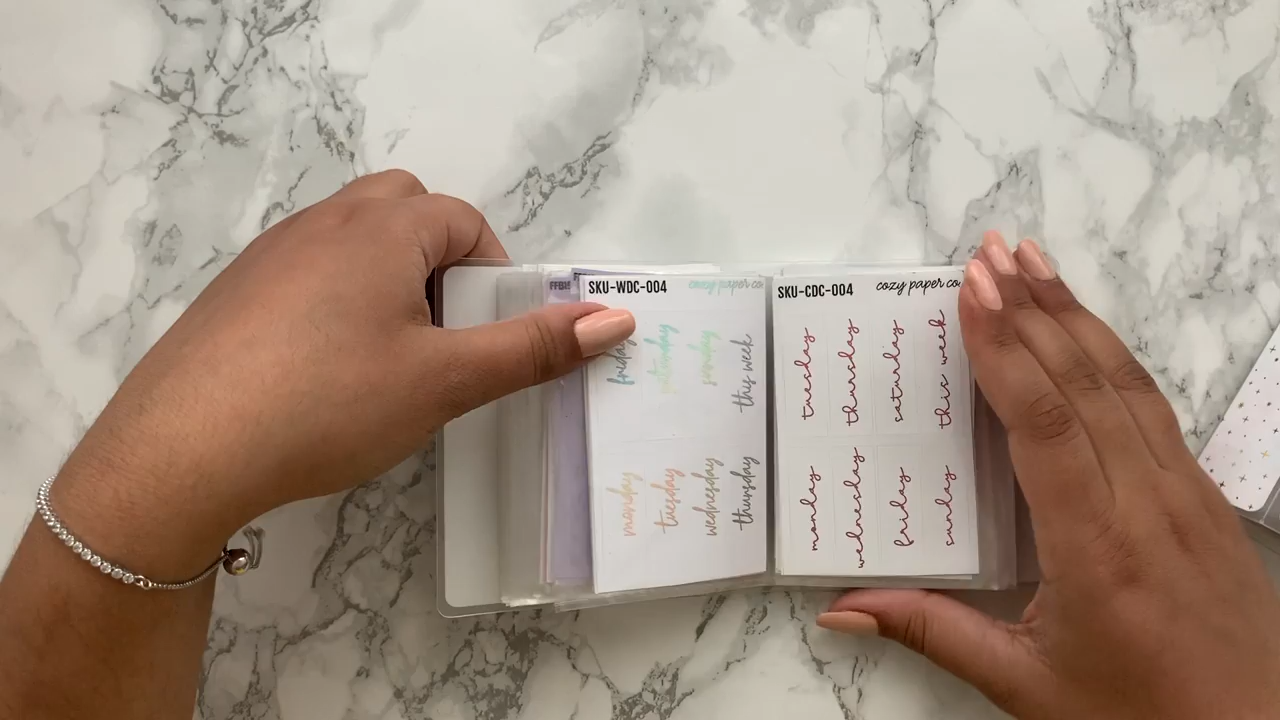 FFB
SKU-WDC-004
cozy paper co
friday
saturday
sunday
this week
monday
tuesday
wednesday
thursday
SKU-CDC-004
cozy paper co
tuesday
thursday
saturday
this week
monday
wednesday
friday
sunday